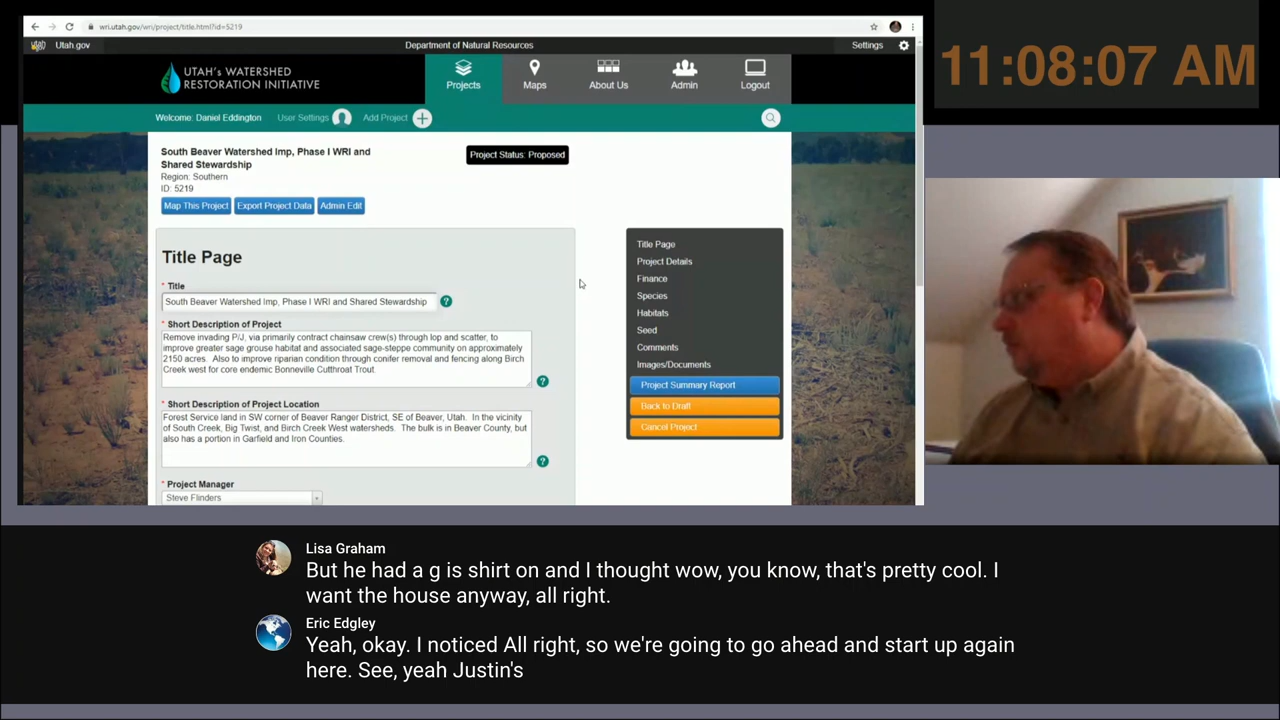 wri.utah.gov/wri/project/title.html?id=5219
11:08:07 AM
Utah.gov
Department of Natural Resources
Settings
UTAH's WATERSHED
RESTORATION INITIATIVE
Projects
Maps
About Us
Admin
Logout
Welcome: Daniel Eddington
User Settings
Add Project
South Beaver Watershed Imp, Phase I WRI and
Shared Stewardship
Region: Southern
ID: 5219
Project Status: Proposed
Map This Project
Export Project Data
Admin Edit
Title Page
* Title
South Beaver Watershed Imp, Phase I WRI and Shared Stewardship
?
* Short Description of Project
Remove invading P/J, via primarily contract chainsaw crew(s) through lop and scatter, to
improve greater sage grouse habitat and associated sage-steppe community on approximately
2150 acres. Also to improve riparian condition through conifer removal and fencing along Birch
Creek west for core endemic Bonneville Cutthroat Trout
?
* Short Description of Project Location
Forest Service land in SW corner of Beaver Ranger District, SE of Beaver, Utah. In the vicinity
of South Creek, Big Twist, and Birch Creek West watersheds. The bulk is in Beaver County, but
also has a portion in Garfield and Iron Counties.
?
* Project Manager
Steve Flinders
Title Page
Project Details
Finance
Species
Habitats
Seed
Comments
Images/Documents
Project Summary Report
Back to Draft
Cancel Project
Lisa Graham
But he had a g is shirt on and I thought wow, you know, that's pretty cool. I
want the house anyway, all right.
Eric Edgley
Yeah, okay. I noticed All right, so we're going to go ahead and start up again
here. See, yeah Justin's